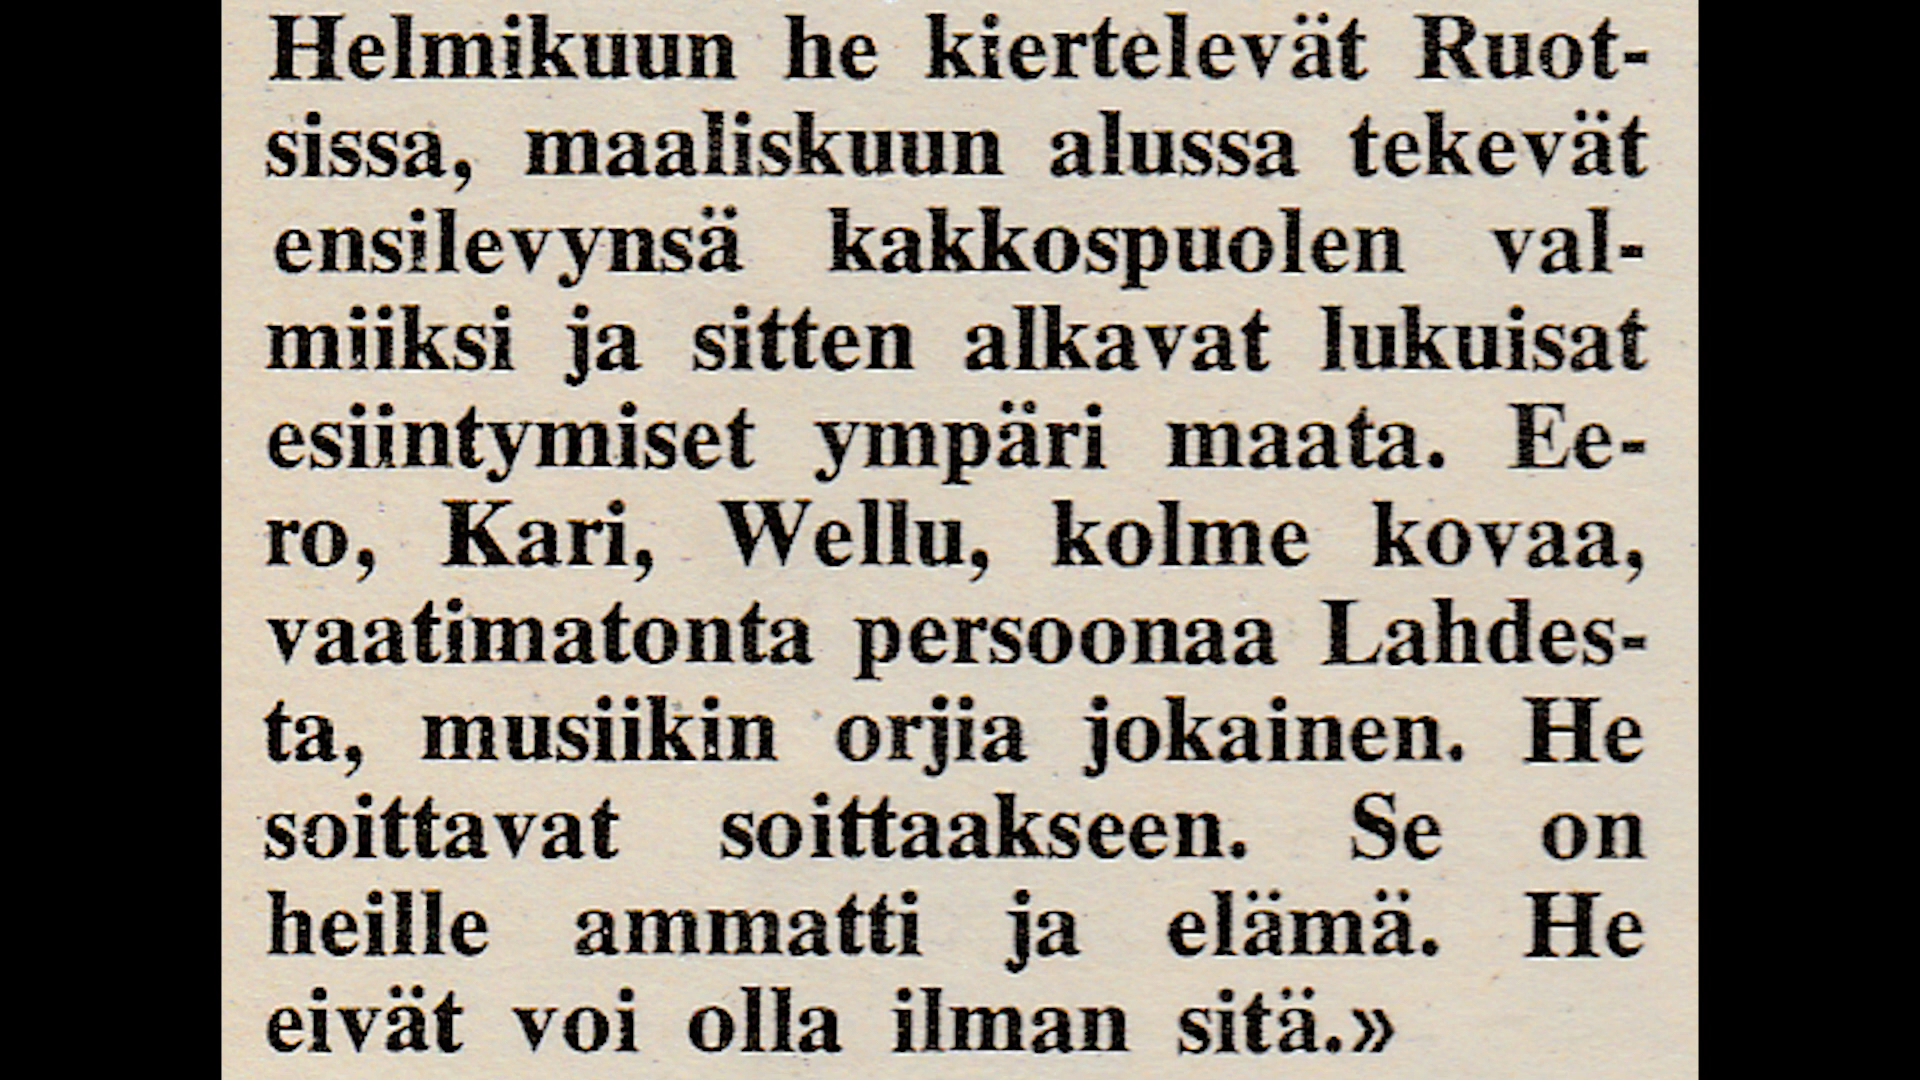 Helmikuun he kiertelevät Ruot-
sissa, maaliskuun alussa tekevät
ensilevynsä kakkospuolen val-
miiksi ja sitten alkavat lukuisat
esiintymiset ympäri maata. Ee-
ro, Kari, Wellu, kolme kovaa,
vaatimatonta persoonaa Lahdes-
ta, musiikin orjia jokainen. He
soittavat soittaakseen. Se on
heille ammatti ja elämä. He
eivät voi olla ilman sitä.»